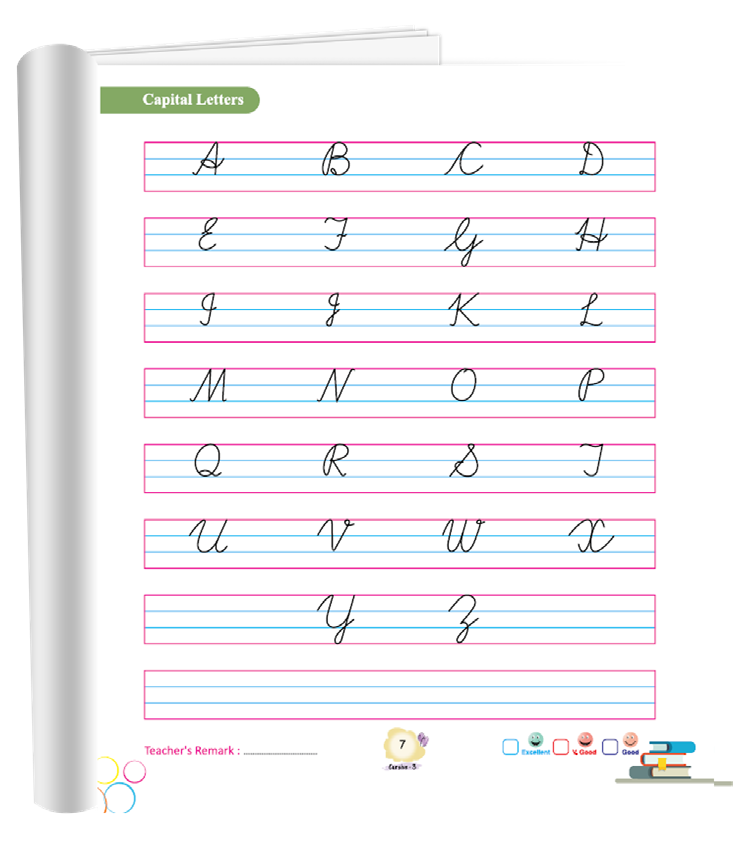 Capital Letters
A B C D
E F G H
I J K L
M N O P
Q R S T
U V W X
Y Z
Teacher's Remark : ........................
7
Excellent V. Good Good
Cursive - 3